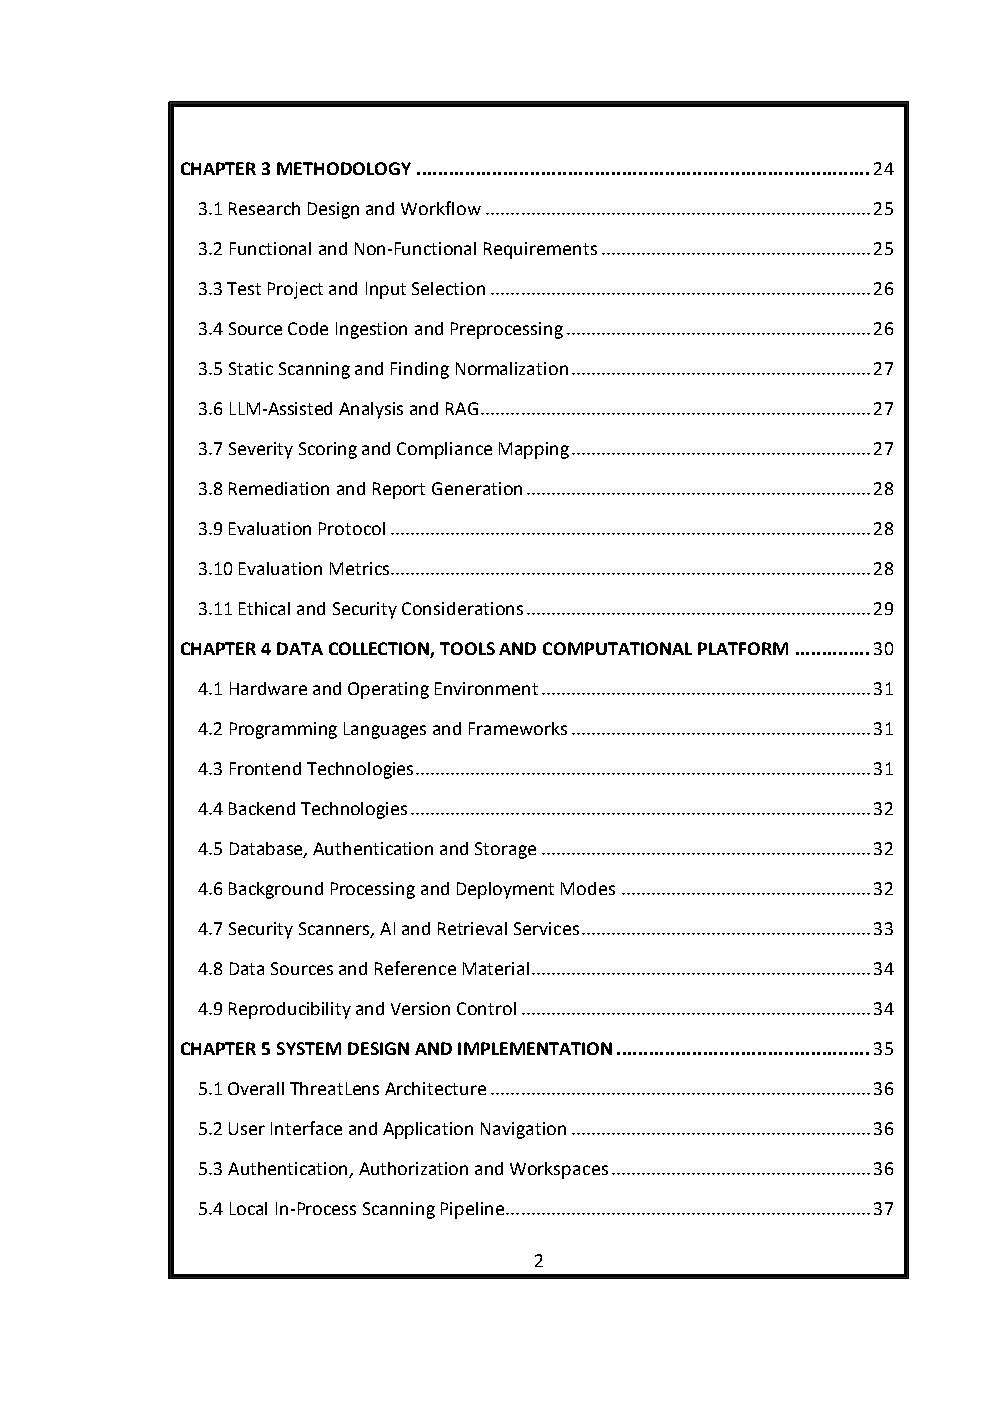 CHAPTER 3 METHODOLOGY ........................................................................................ 24
3.1 Research Design and Workflow ............................................................................. 25
3.2 Functional and Non-Functional Requirements ...................................................... 25
3.3 Test Project and Input Selection ............................................................................ 26
3.4 Source Code Ingestion and Preprocessing ............................................................. 26
3.5 Static Scanning and Finding Normalization ............................................................ 27
3.6 LLM-Assisted Analysis and RAG.............................................................................. 27
3.7 Severity Scoring and Compliance Mapping ............................................................ 27
3.8 Remediation and Report Generation ..................................................................... 28
3.9 Evaluation Protocol ................................................................................................ 28
3.10 Evaluation Metrics................................................................................................ 28
3.11 Ethical and Security Considerations ..................................................................... 29
CHAPTER 4 DATA COLLECTION, TOOLS AND COMPUTATIONAL PLATFORM .............. 30
4.1 Hardware and Operating Environment .................................................................. 31
4.2 Programming Languages and Frameworks ............................................................ 31
4.3 Frontend Technologies........................................................................................... 31
4.4 Backend Technologies ............................................................................................ 32
4.5 Database, Authentication and Storage .................................................................. 32
4.6 Background Processing and Deployment Modes .................................................. 32
4.7 Security Scanners, AI and Retrieval Services.......................................................... 33
4.8 Data Sources and Reference Material.................................................................... 34
4.9 Reproducibility and Version Control ...................................................................... 34
CHAPTER 5 SYSTEM DESIGN AND IMPLEMENTATION ............................................... 35
5.1 Overall ThreatLens Architecture ............................................................................ 36
5.2 User Interface and Application Navigation ............................................................ 36
5.3 Authentication, Authorization and Workspaces .................................................... 36
5.4 Local In-Process Scanning Pipeline......................................................................... 37
2